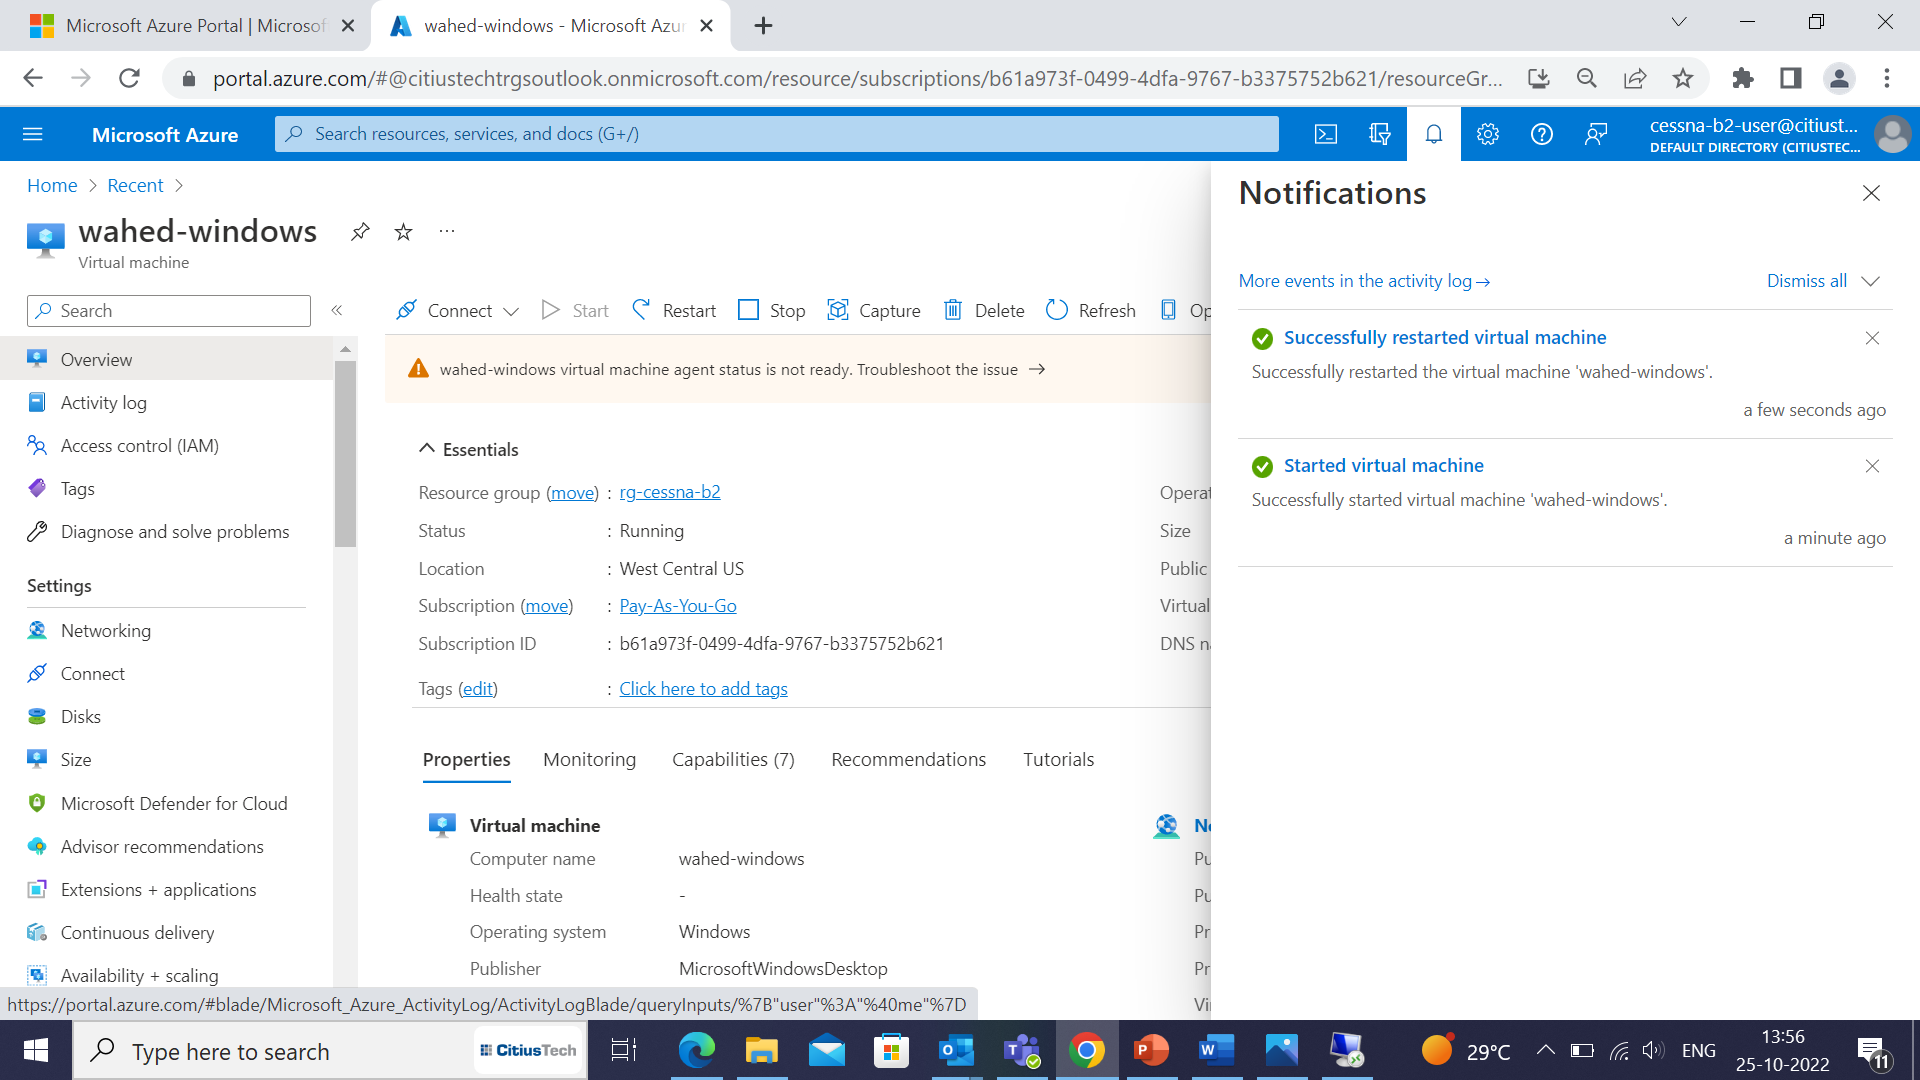 Microsoft Azure Portal | Microsof
wahed-windows - Microsoft Azur
portal.azure.com/#@citiustechtrgsoutlook.onmicrosoft.com/resource/subscriptions/b61a973f-0499-4dfa-9767-b3375752b621/resourceGr...
Microsoft Azure
Search resources, services, and docs (G+/)
cessna-b2-user@citiust...
DEFAULT DIRECTORY (CITIUSTEC...
Home > Recent >
wahed-windows
Virtual machine
Search
Connect
Start
Restart
Stop
Capture
Delete
Refresh
Op
wahed-windows virtual machine agent status is not ready. Troubleshoot the issue →
Overview
Activity log
Access control (IAM)
Tags
Diagnose and solve problems
Settings
Networking
Connect
Disks
Size
Microsoft Defender for Cloud
Advisor recommendations
Extensions + applications
Continuous delivery
Availability + scaling
Essentials
Resource group (move) : rg-cessna-b2
Status : Running
Location : West Central US
Subscription (move) : Pay-As-You-Go
Subscription ID : b61a973f-0499-4dfa-9767-b3375752b621
Tags (edit) : Click here to add tags
Operat
Size
Public
Virtual
DNS n
Properties
Monitoring
Capabilities (7)
Recommendations
Tutorials
Virtual machine
Computer name wahed-windows
Health state -
Operating system Windows
Publisher MicrosoftWindowsDesktop
Ne
Pu
Pu
Pr
Pr
Vi
Notifications
More events in the activity log →
Dismiss all
Successfully restarted virtual machine
Successfully restarted the virtual machine 'wahed-windows'.
a few seconds ago
Started virtual machine
Successfully started virtual machine 'wahed-windows'.
a minute ago
https://portal.azure.com/#blade/Microsoft_Azure_ActivityLog/ActivityLogBlade/queryInputs/%7B"user"%3A"%40me"%7D
Type here to search
CitiusTech
29°C
ENG
13:56
25-10-2022
11